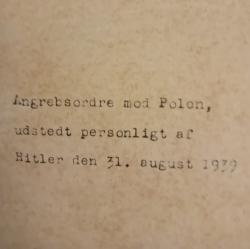 Angrebsordre mod Polen,
udstedt personligt af
Hitler den 31. august 1939